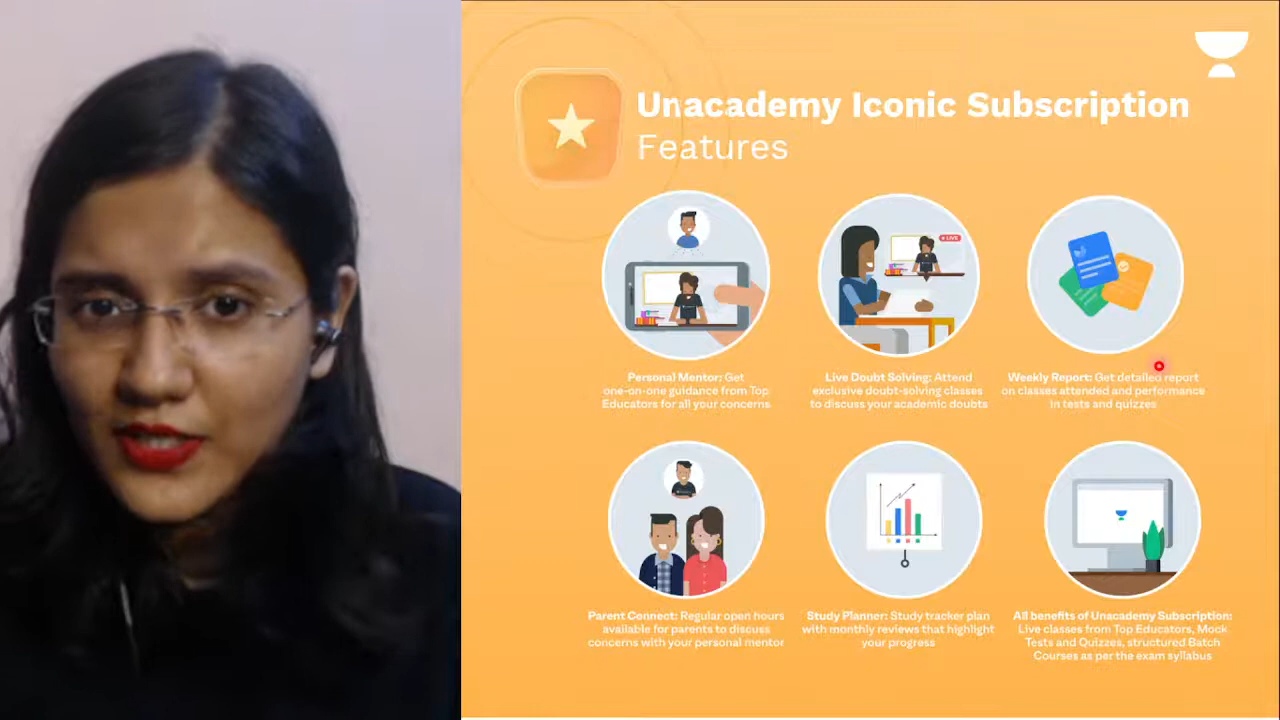 Unacademy Iconic Subscription
Features
LIVE
Personal Mentor: Get
one-on-one guidance from Top
Educators for all your concerns
Live Doubt Solving: Attend
exclusive doubt-solving classes
to discuss your academic doubts
Weekly Report: Get detailed report
on classes attended and performance
in tests and quizzes
Parent Connect: Regular open hours
available for parents to discuss
concerns with your personal mentor
Study Planner: Study tracker plan
with monthly reviews that highlight
your progress
All benefits of Unacademy Subscription:
Live classes from Top Educators, Mock
Tests and Quizzes, structured Batch
Courses as per the exam syllabus